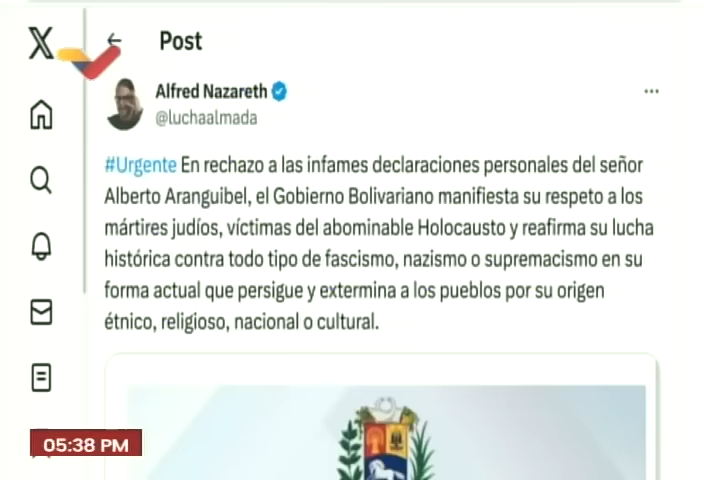 Post
Alfred Nazareth
@luchaalmada
#Urgente En rechazo a las infames declaraciones personales del señor
Alberto Aranguibel, el Gobierno Bolivariano manifiesta su respeto a los
mártires judíos, víctimas del abominable Holocausto y reafirma su lucha
histórica contra todo tipo de fascismo, nazismo o supremacismo en su
forma actual que persigue y extermina a los pueblos por su origen
étnico, religioso, nacional o cultural.
05:38 PM